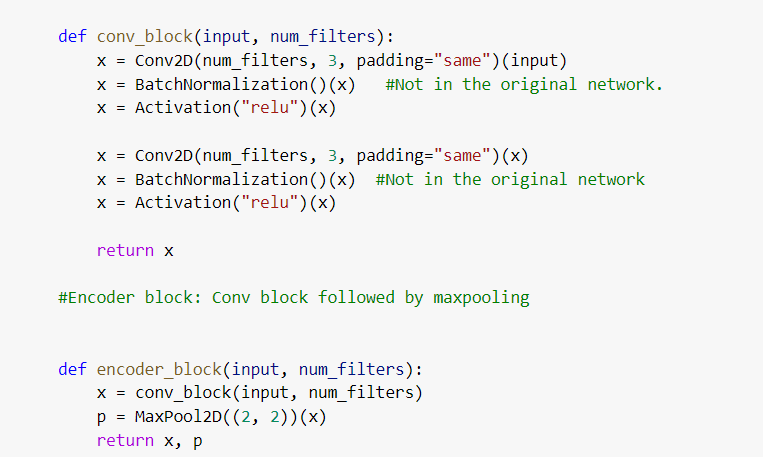 def conv_block(input, num_filters):
    x = Conv2D(num_filters, 3, padding="same")(input)
    x = BatchNormalization()(x)   #Not in the original network.
    x = Activation("relu")(x)

    x = Conv2D(num_filters, 3, padding="same")(x)
    x = BatchNormalization()(x)  #Not in the original network
    x = Activation("relu")(x)

    return x

#Encoder block: Conv block followed by maxpooling


def encoder_block(input, num_filters):
    x = conv_block(input, num_filters)
    p = MaxPool2D((2, 2))(x)
    return x, p